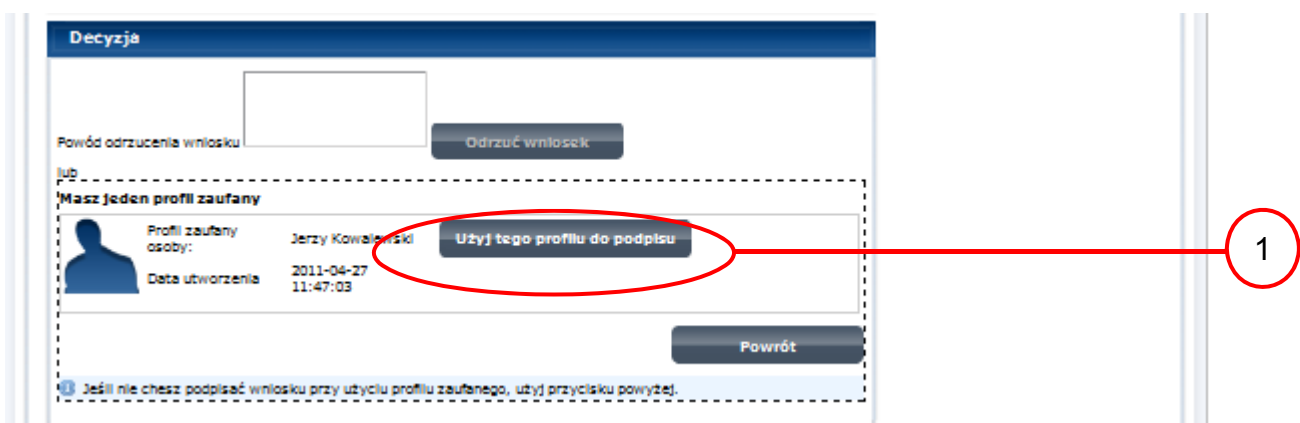 Decyzja
Powód odrzucenia wniosku
Odrzuć wniosek
lub
Masz jeden profil zaufany
Profil zaufany osoby:
Jerzy Kowalewski
Użyj tego profilu do podpisu
1
Data utworzenia
2011-04-27
11:47:03
Powrót
Jeśli nie chesz podpisać wniosku przy użyciu profilu zaufanego, użyj przycisku powyżej.